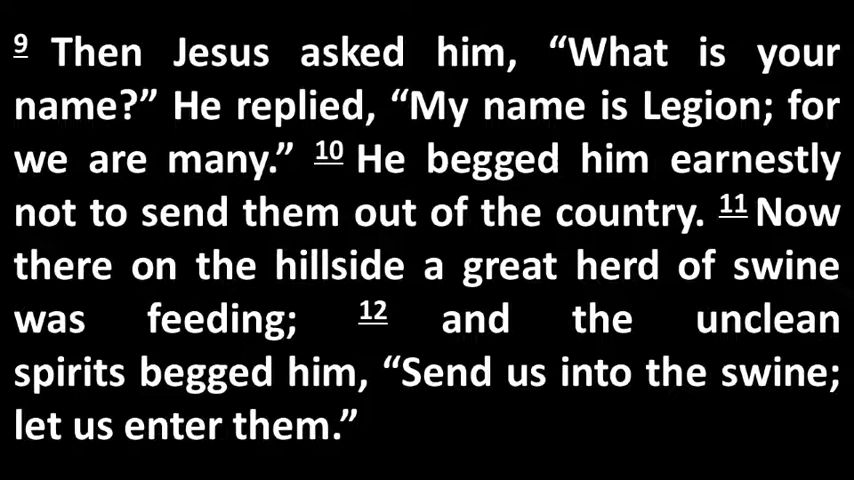 9 Then Jesus asked him, “What is your
name?” He replied, “My name is Legion; for
we are many.” 10 He begged him earnestly
not to send them out of the country. 11 Now
there on the hillside a great herd of swine
was feeding; 12 and the unclean
spirits begged him, “Send us into the swine;
let us enter them.”